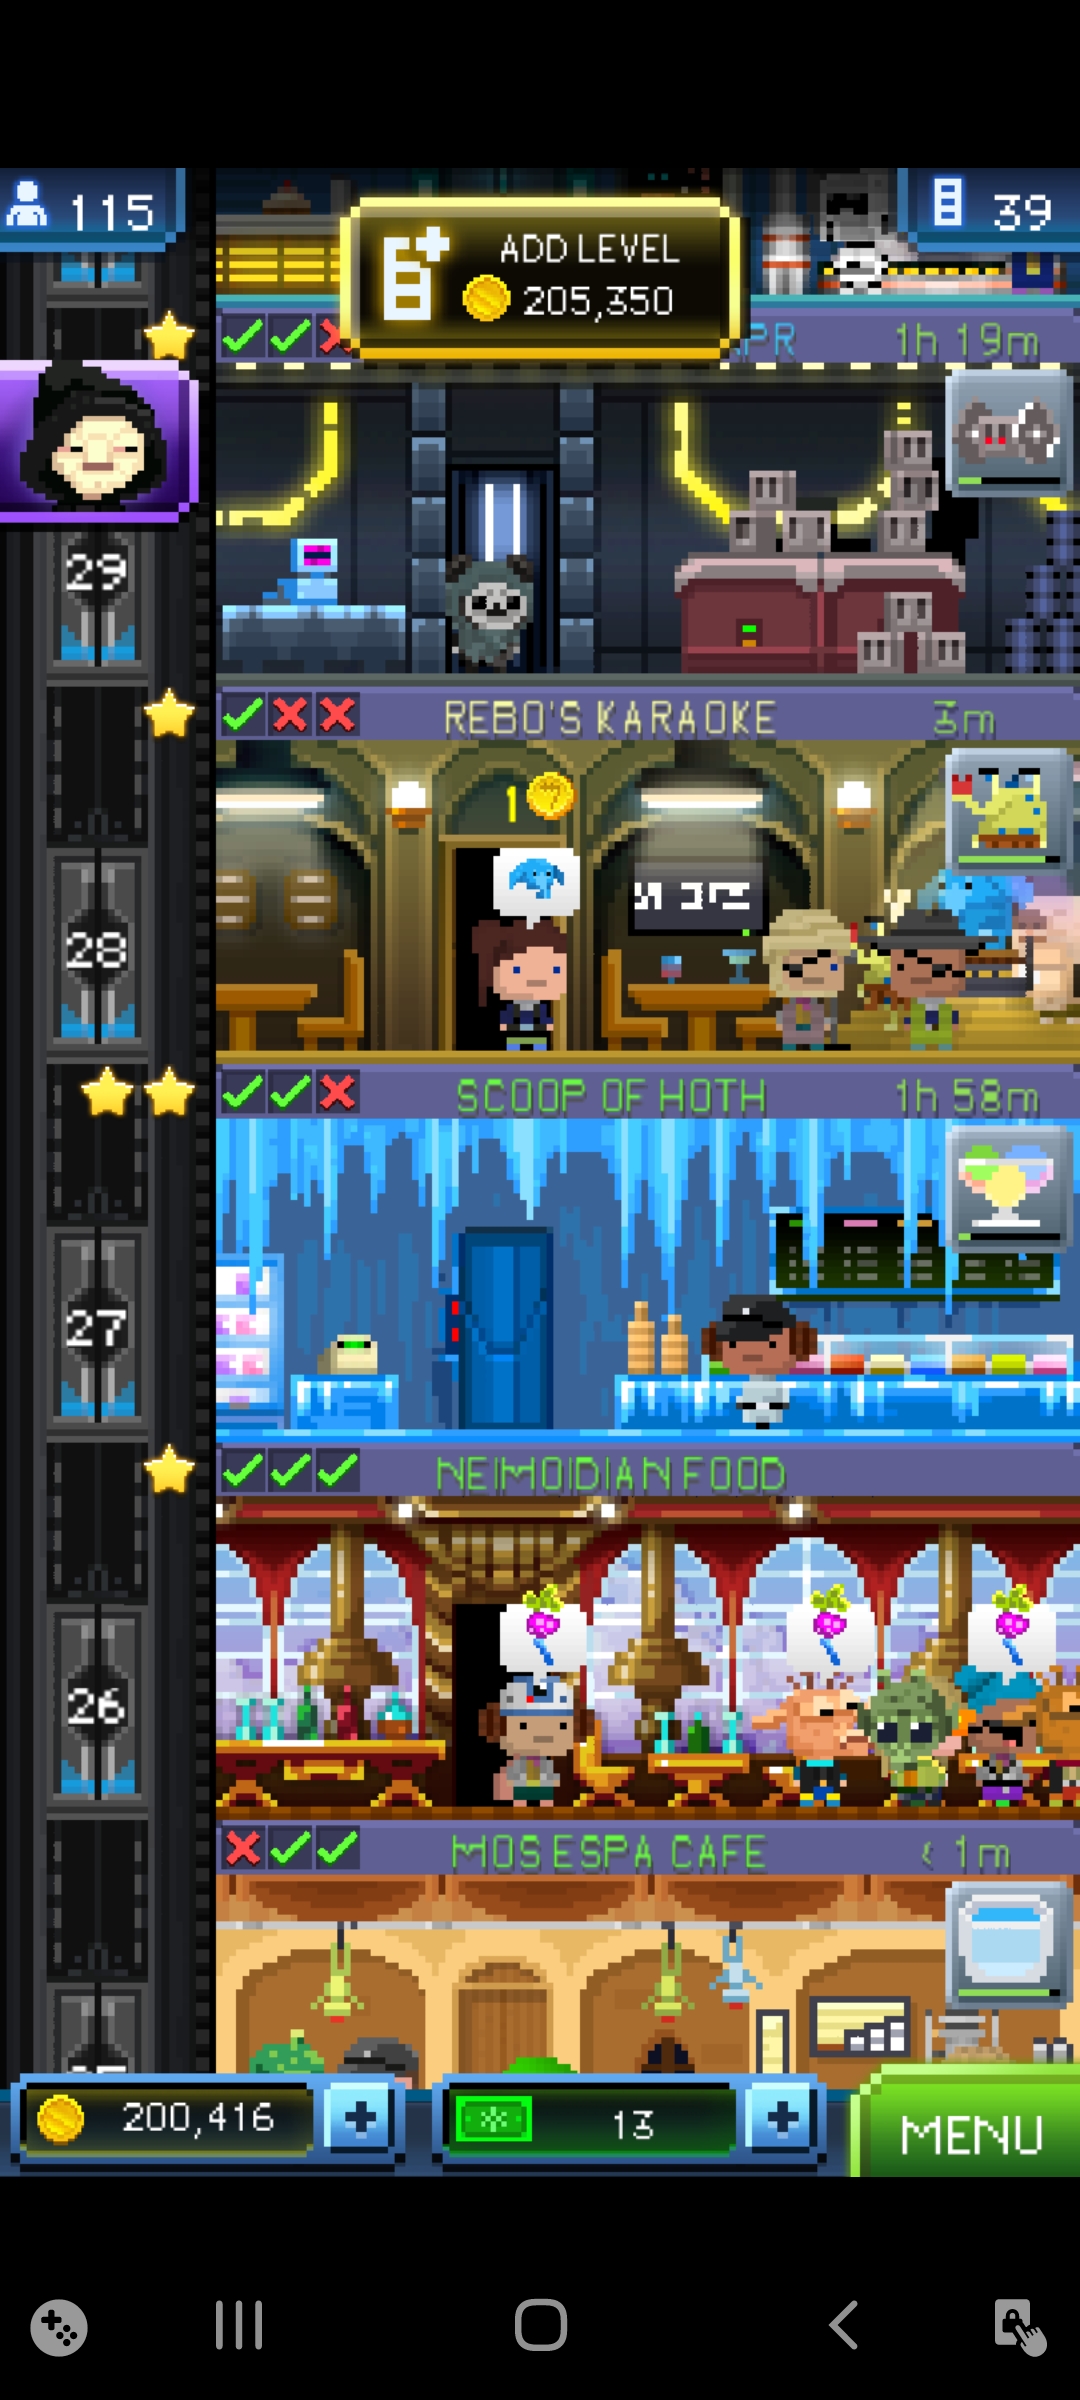 115
39
ADD LEVEL
205,350
1h 19m
29
REBO'S KARAOKE
3m
1
28
SCOOP OF HOTH
1h 58m
27
NEIMOIDIAN FOOD
26
MOS ESPA CAFE
< 1m
200,416
13
MENU